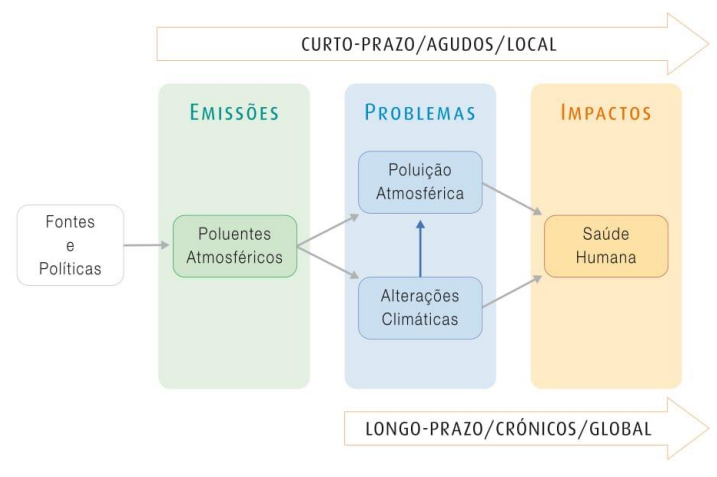 CURTO-PRAZO/AGUDOS/LOCAL
EMISSÕES
PROBLEMAS
IMPACTOS
Fontes
e
Políticas
Poluentes
Atmosféricos
Poluição
Atmosférica
Alterações
Climáticas
Saúde
Humana
LONGO-PRAZO/CRÓNICOS/GLOBAL